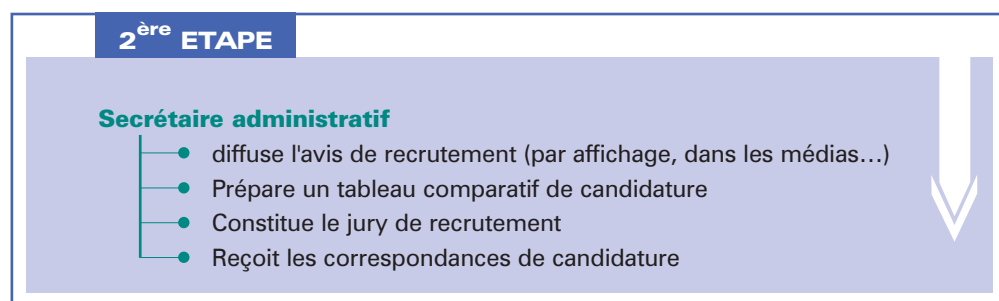 2ère ETAPE
Secrétaire administratif
diffuse l'avis de recrutement (par affichage, dans les médias…)
Prépare un tableau comparatif de candidature
Constitue le jury de recrutement
Reçoit les correspondances de candidature